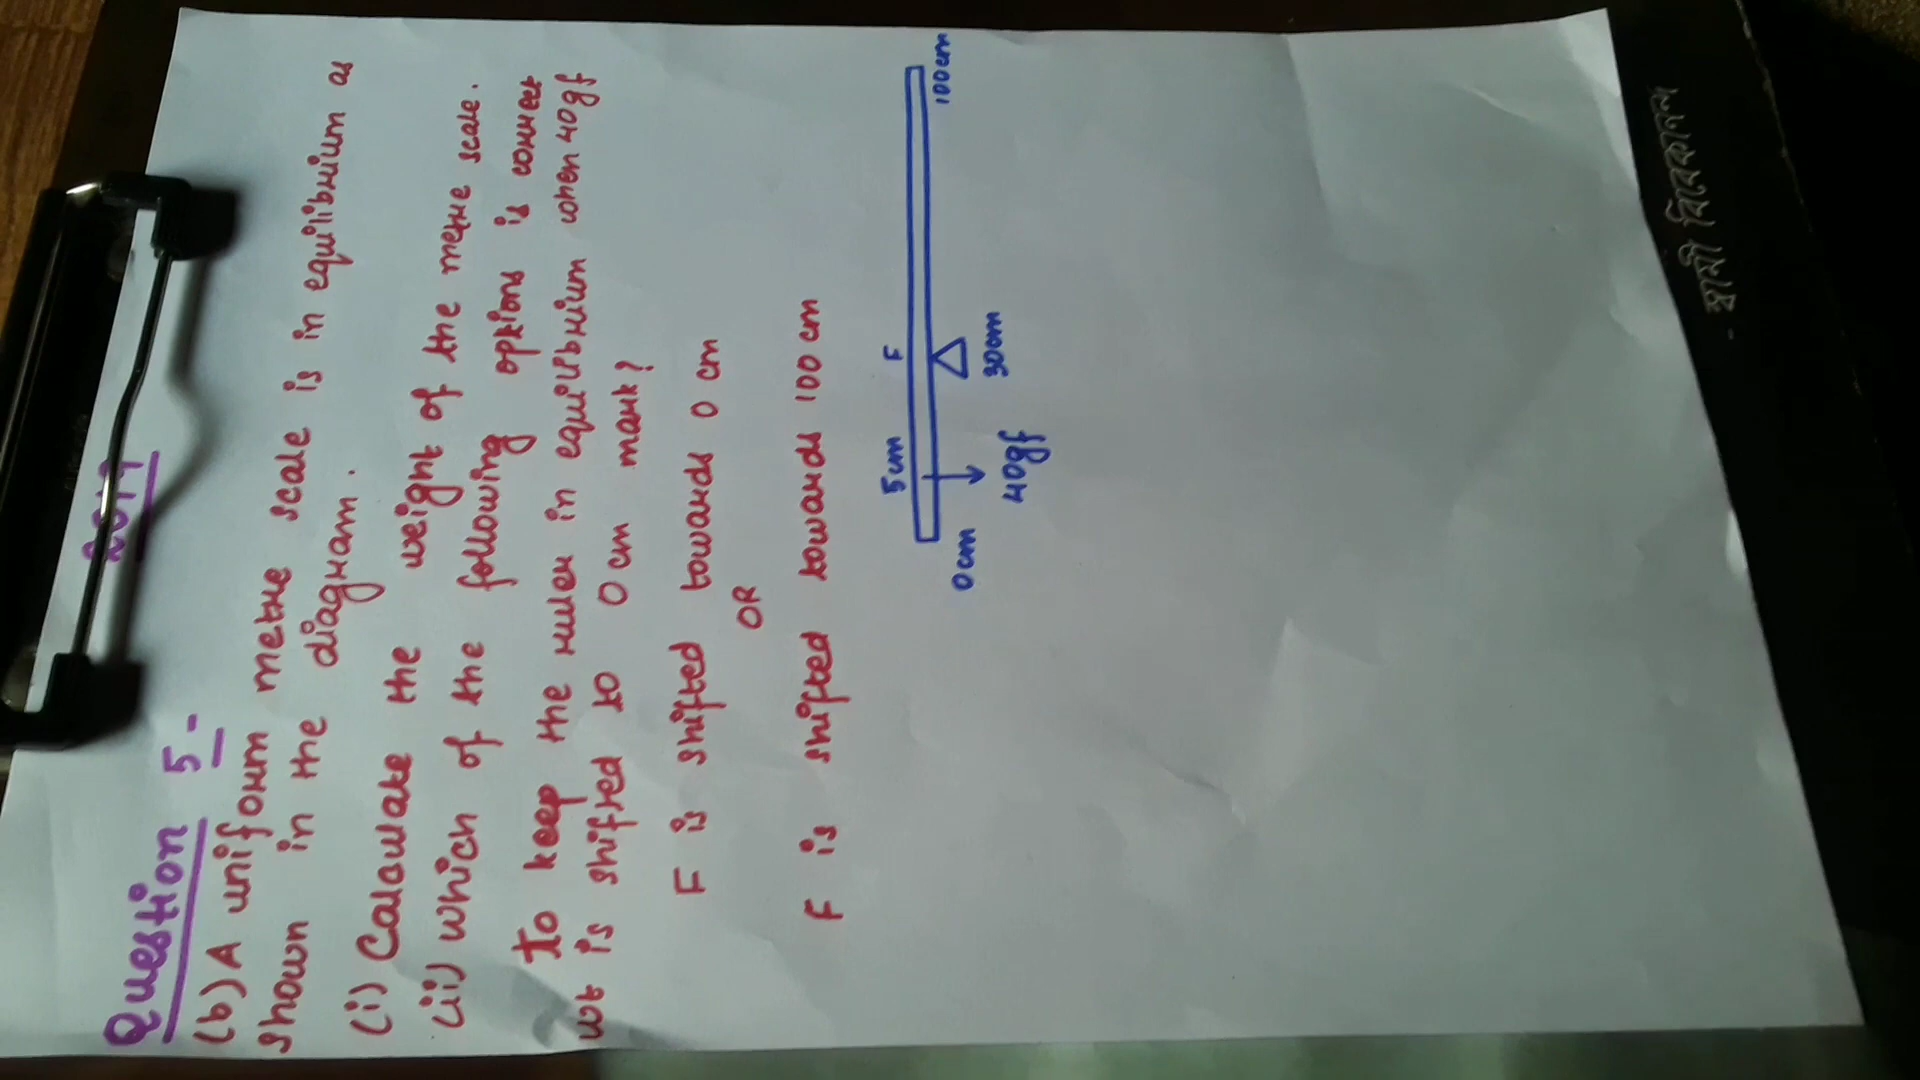 2017
Question 5-
(b) A uniform metre scale is in equilibrium as
shown in the diagram.
(i) Calculate the weight of the metre scale.
(ii) which of the following options is correct
to keep the ruler in equilibrium when 40gf
wt is shifted to 0 cm mark?
F is shifted towards 0 cm
OR
F is shifted towards 100 cm
5cm F
0cm 40gf 30cm 100cm
- स्वामी विवेकानन्द